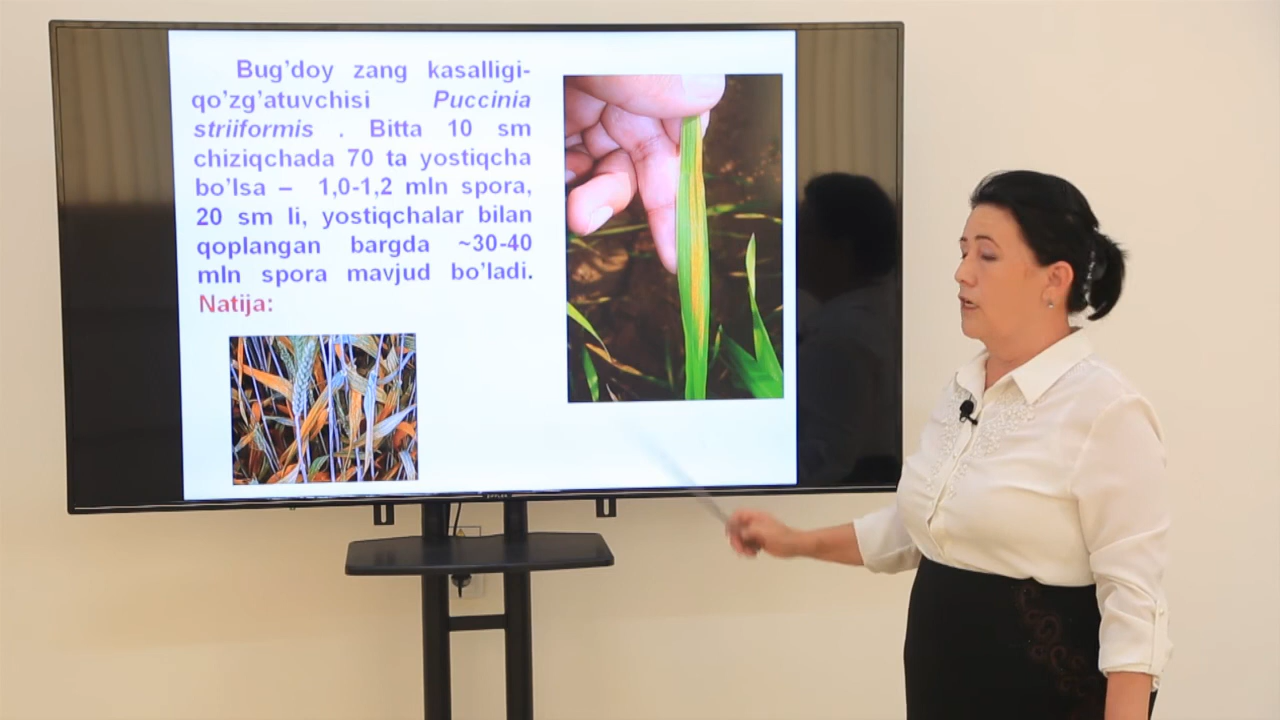 Bug’doy zang kasalligi-
qo’zg’atuvchisi Puccinia
striiformis . Bitta 10 sm
chiziqchada 70 ta yostiqcha
bo’lsa – 1,0-1,2 mln spora,
20 sm li, yostiqchalar bilan
qoplangan bargda ~30-40
mln spora mavjud bo’ladi.
Natija: